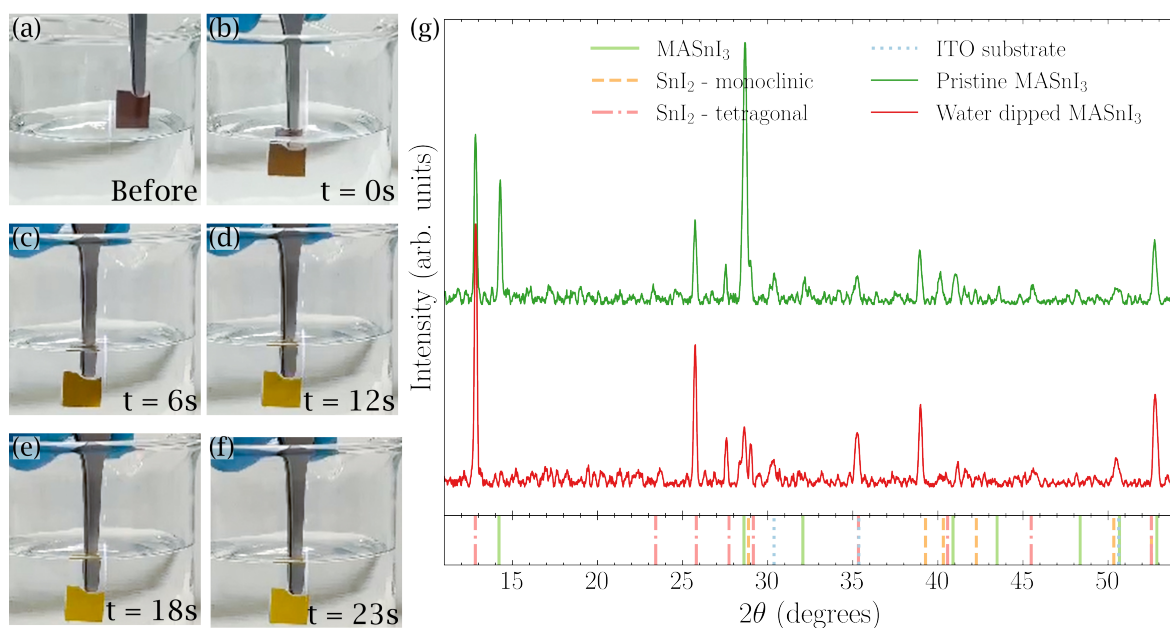 (a)
Before
(b)
t = 0s
(c)
t = 6s
(d)
t = 12s
(e)
t = 18s
(f)
t = 23s
(g)
MASnI₃
SnI₂ - monoclinic
SnI₂ - tetragonal
ITO substrate
Pristine MASnI₃
Water dipped MASnI₃
Intensity (arb. units)
15 20 25 30 35 40 45 50
2θ (degrees)